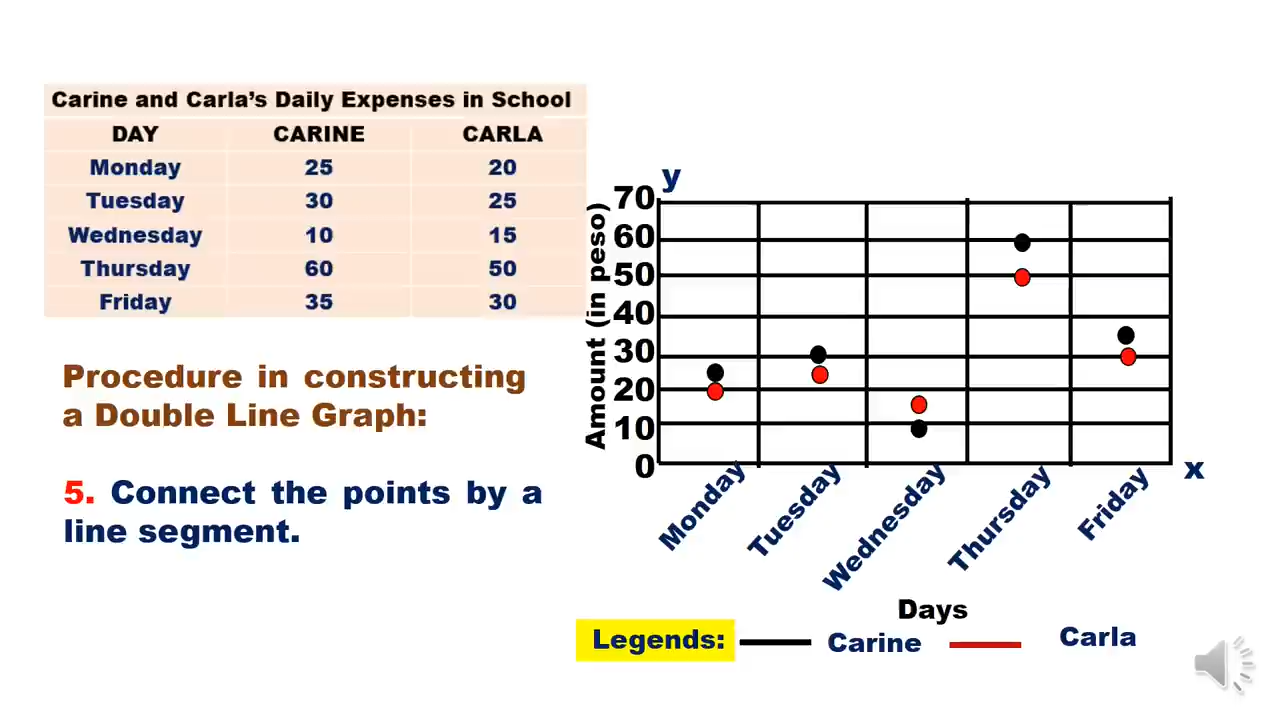 Carine and Carla's Daily Expenses in School
DAY CARINE CARLA
Monday 25 20
Tuesday 30 25
Wednesday 10 15
Thursday 60 50
Friday 35 30
Procedure in constructing
a Double Line Graph:
5. Connect the points by a
line segment.
y
Amount (in peso)
70
60
50
40
30
20
10
0
x
Monday
Tuesday
Wednesday
Thursday
Friday
Days
Legends: Carine Carla